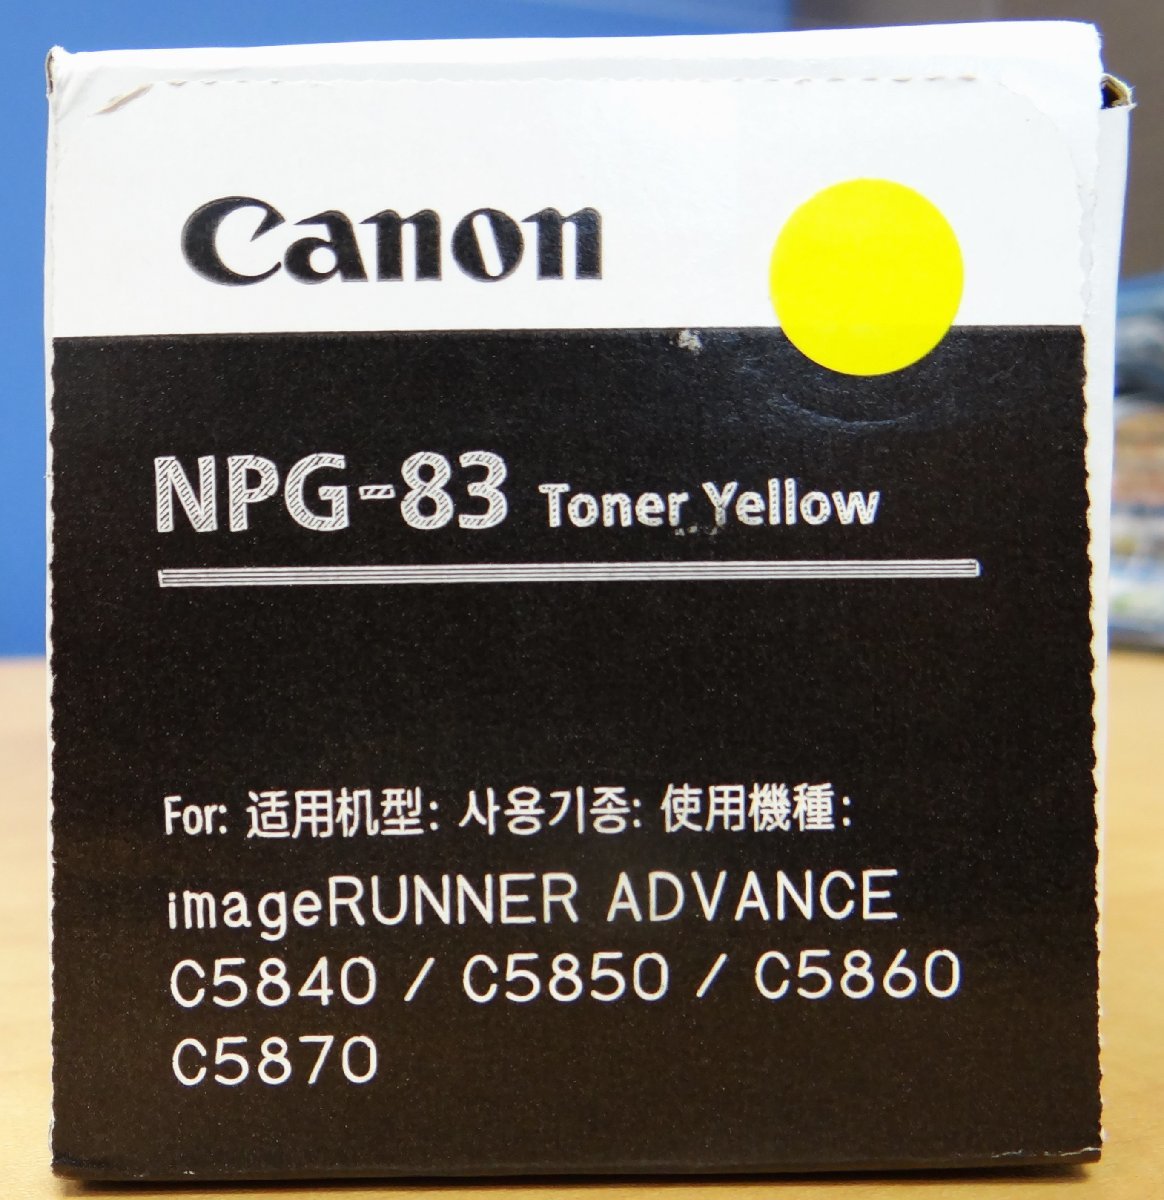 Canon
NPG-83 Toner Yellow
For: 适用机型: 사용기종: 使用機種:
imageRUNNER ADVANCE
C5840 / C5850 / C5860
C5870